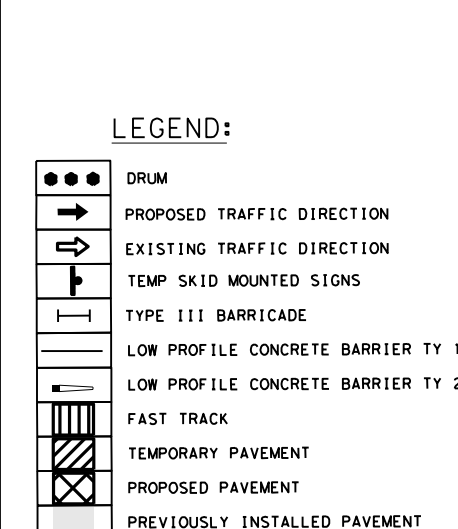 LEGEND:
DRUM
PROPOSED TRAFFIC DIRECTION
EXISTING TRAFFIC DIRECTION
TEMP SKID MOUNTED SIGNS
TYPE III BARRICADE
LOW PROFILE CONCRETE BARRIER TY 1
LOW PROFILE CONCRETE BARRIER TY 2
FAST TRACK
TEMPORARY PAVEMENT
PROPOSED PAVEMENT
PREVIOUSLY INSTALLED PAVEMENT